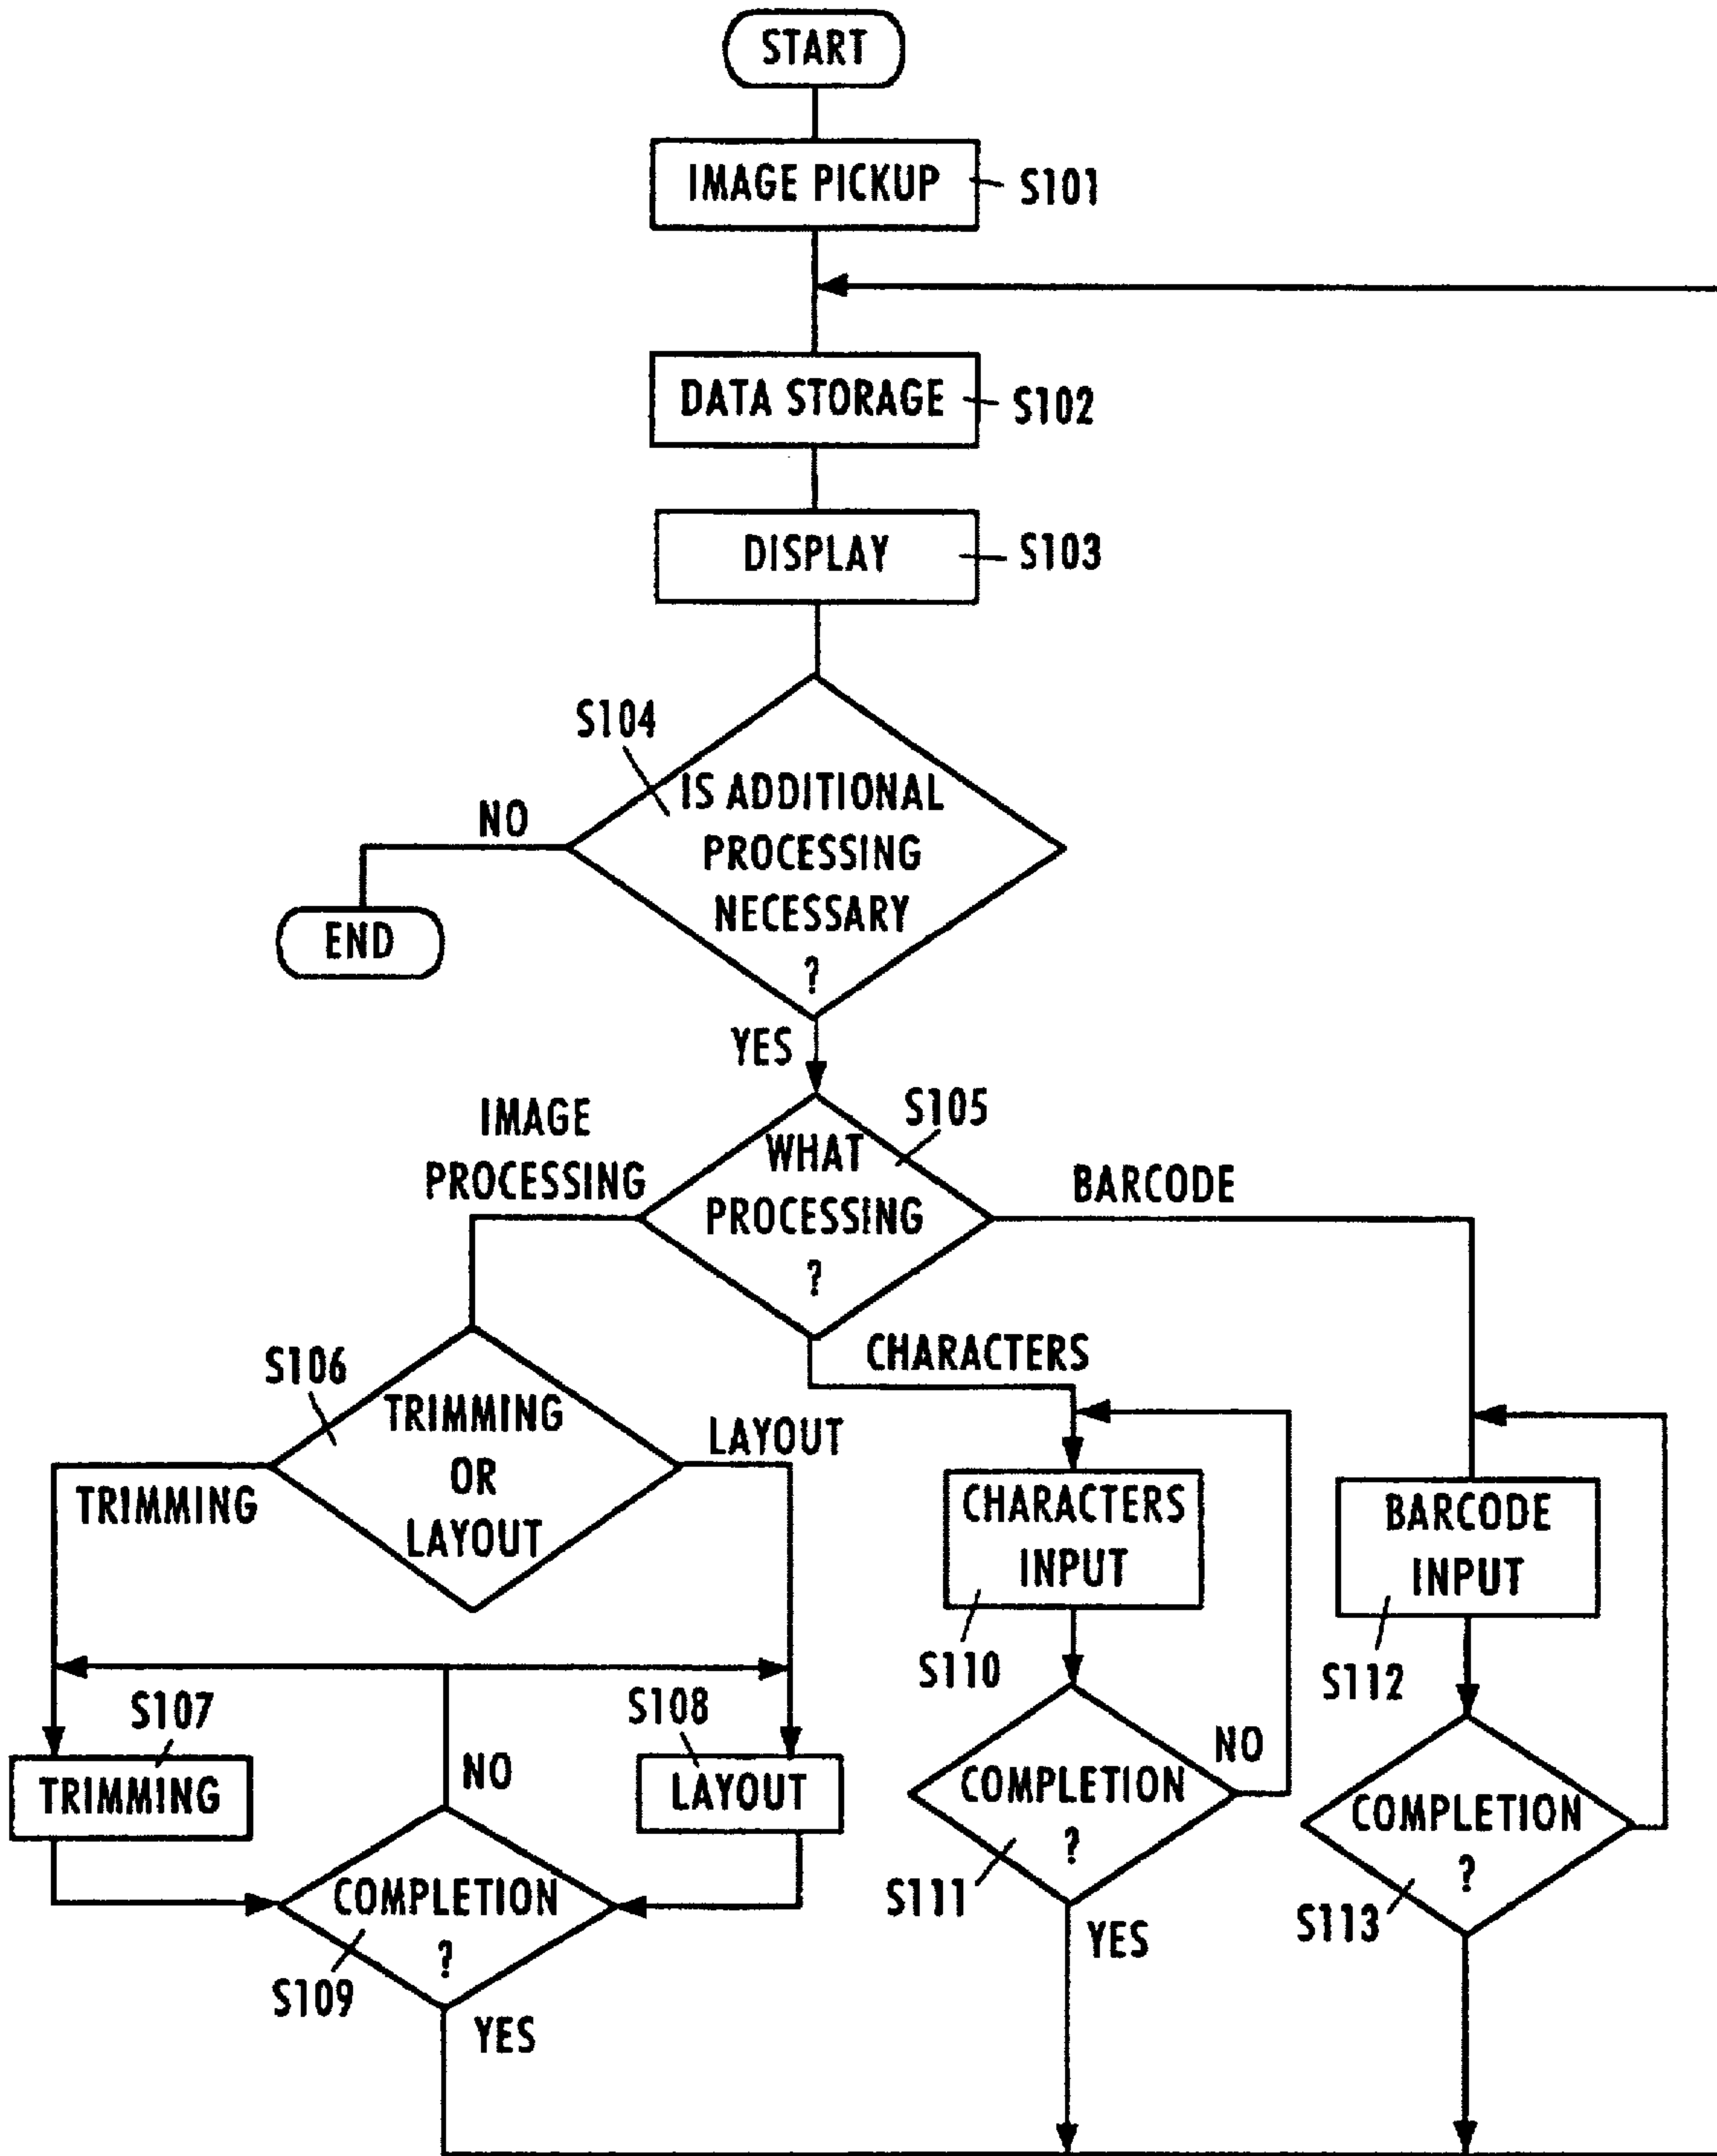 START
IMAGE PICKUP
S101
DATA STORAGE
S102
DISPLAY
S103
S104
IS ADDITIONAL
PROCESSING
NECESSARY
?
NO
END
YES
S105
WHAT
PROCESSING
?
IMAGE
PROCESSING
BARCODE
CHARACTERS
S106
TRIMMING
OR
LAYOUT
TRIMMING
LAYOUT
CHARACTERS
INPUT
S110
BARCODE
INPUT
S112
S107
TRIMMING
S108
LAYOUT
NO
COMPLETION
?
S109
YES
COMPLETION
?
S111
NO
YES
COMPLETION
?
S113